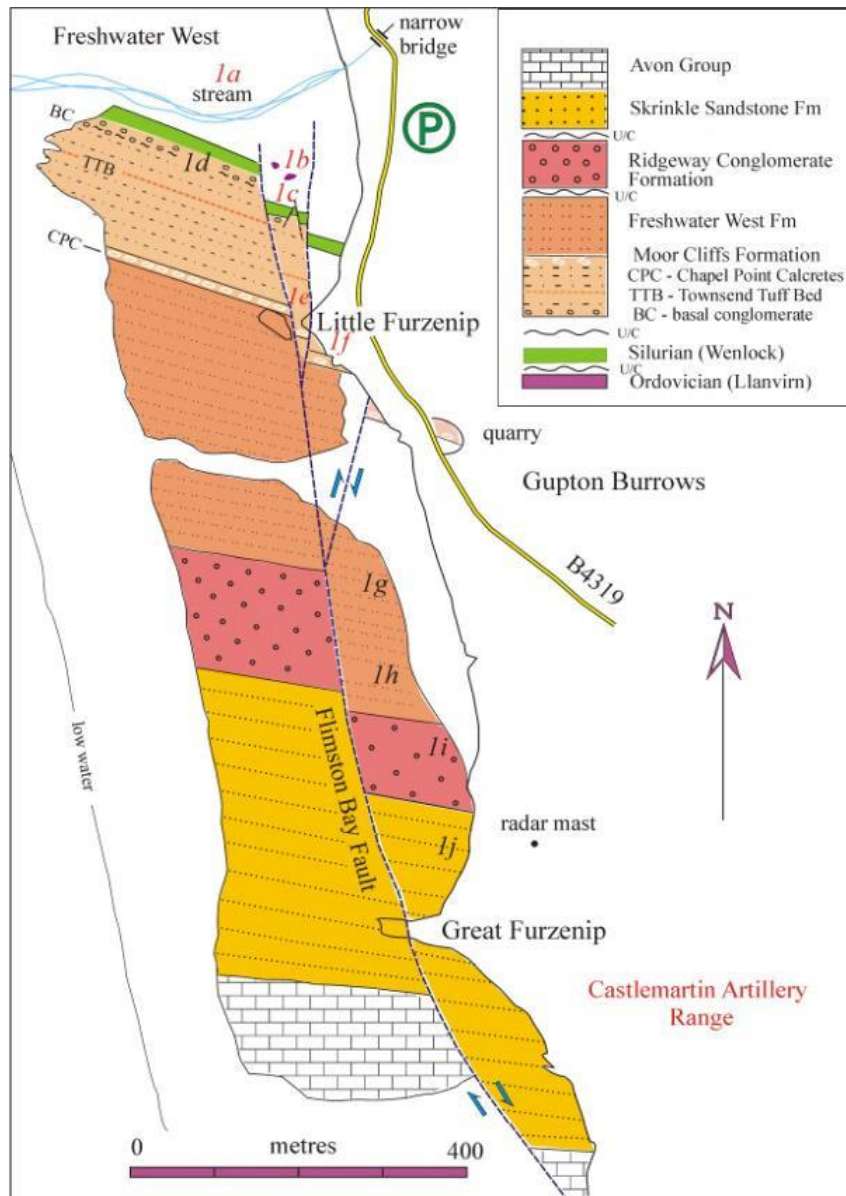 Freshwater West
narrow
bridge
1a
stream
BC
1d
TTB
1b
1c
CPC
1e
Little Furzenip
1f
quarry
Gupton Burrows
B4319
1g
1h
1i
1j
Flimston Bay Fault
low water
radar mast
Great Furzenip
Castlemartin Artillery
Range
0 metres 400
P
N
Avon Group
Skrinkle Sandstone Fm
U/C
Ridgeway Conglomerate
Formation
U/C
Freshwater West Fm
Moor Cliffs Formation
CPC - Chapel Point Calcretes
TTB - Townsend Tuff Bed
BC - basal conglomerate
U/C
Silurian (Wenlock)
U/C
Ordovician (Llanvirn)